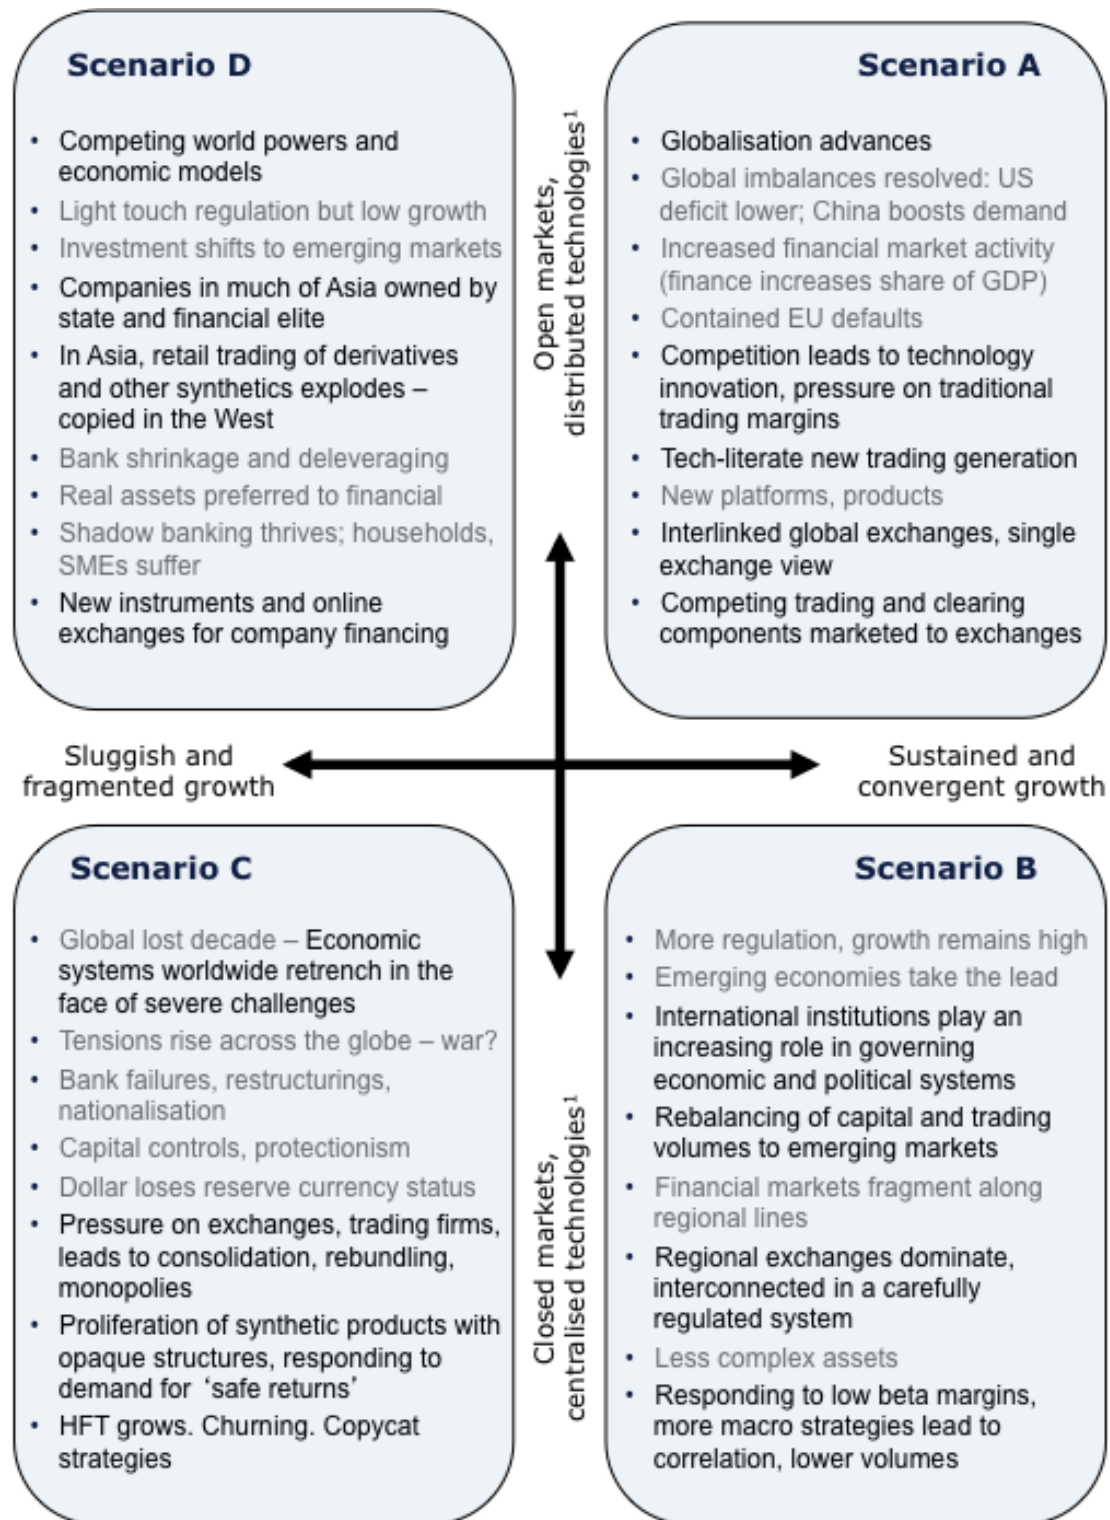 Scenario D
• Competing world powers and
economic models
• Light touch regulation but low growth
• Investment shifts to emerging markets
• Companies in much of Asia owned by
state and financial elite
• In Asia, retail trading of derivatives
and other synthetics explodes –
copied in the West
• Bank shrinkage and deleveraging
• Real assets preferred to financial
• Shadow banking thrives; households,
SMEs suffer
• New instruments and online
exchanges for company financing
Open markets,
distributed technologies¹
Scenario A
• Globalisation advances
• Global imbalances resolved: US
deficit lower; China boosts demand
• Increased financial market activity
(finance increases share of GDP)
• Contained EU defaults
• Competition leads to technology
innovation, pressure on traditional
trading margins
• Tech-literate new trading generation
• New platforms, products
• Interlinked global exchanges, single
exchange view
• Competing trading and clearing
components marketed to exchanges
Sluggish and
fragmented growth
Sustained and
convergent growth
Scenario C
• Global lost decade – Economic
systems worldwide retrench in the
face of severe challenges
• Tensions rise across the globe – war?
• Bank failures, restructurings,
nationalisation
• Capital controls, protectionism
• Dollar loses reserve currency status
• Pressure on exchanges, trading firms,
leads to consolidation, rebundling,
monopolies
• Proliferation of synthetic products with
opaque structures, responding to
demand for ‘safe returns’
• HFT grows. Churning. Copycat
strategies
Closed markets,
centralised technologies¹
Scenario B
• More regulation, growth remains high
• Emerging economies take the lead
• International institutions play an
increasing role in governing
economic and political systems
• Rebalancing of capital and trading
volumes to emerging markets
• Financial markets fragment along
regional lines
• Regional exchanges dominate,
interconnected in a carefully
regulated system
• Less complex assets
• Responding to low beta margins,
more macro strategies lead to
correlation, lower volumes